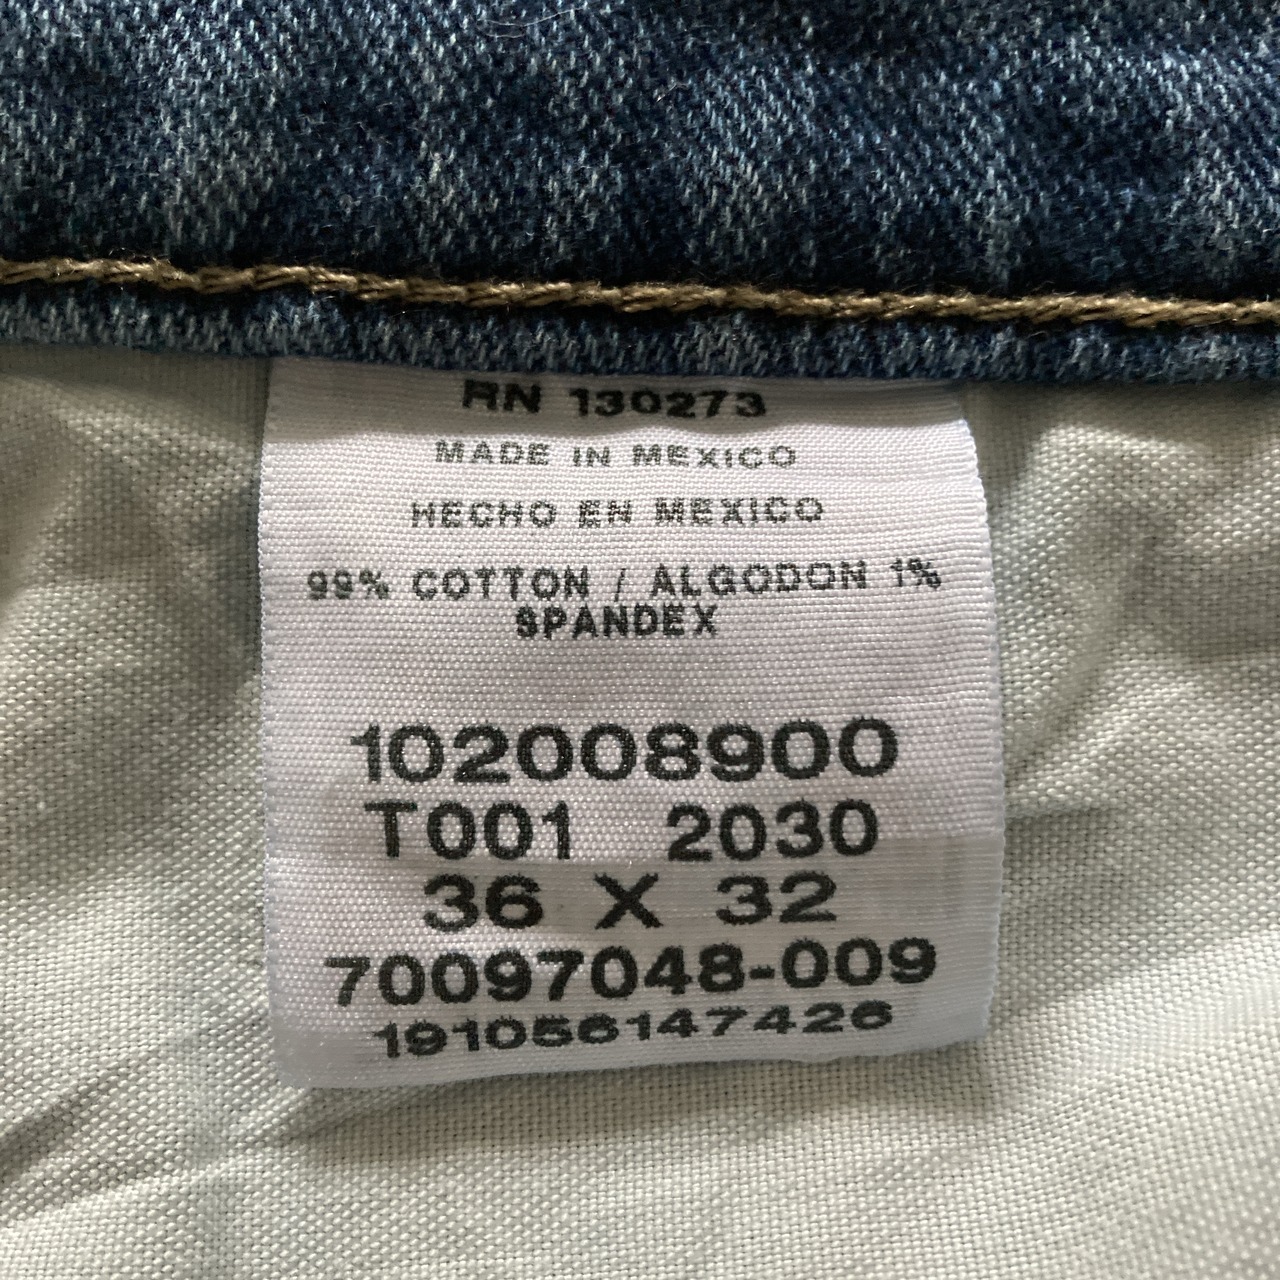 RN 130273
MADE IN MEXICO
HECHO EN MEXICO
99% COTTON / ALGODON 1%
SPANDEX
102008900
T001 2030
36 X 32
70097048-009
191056147426